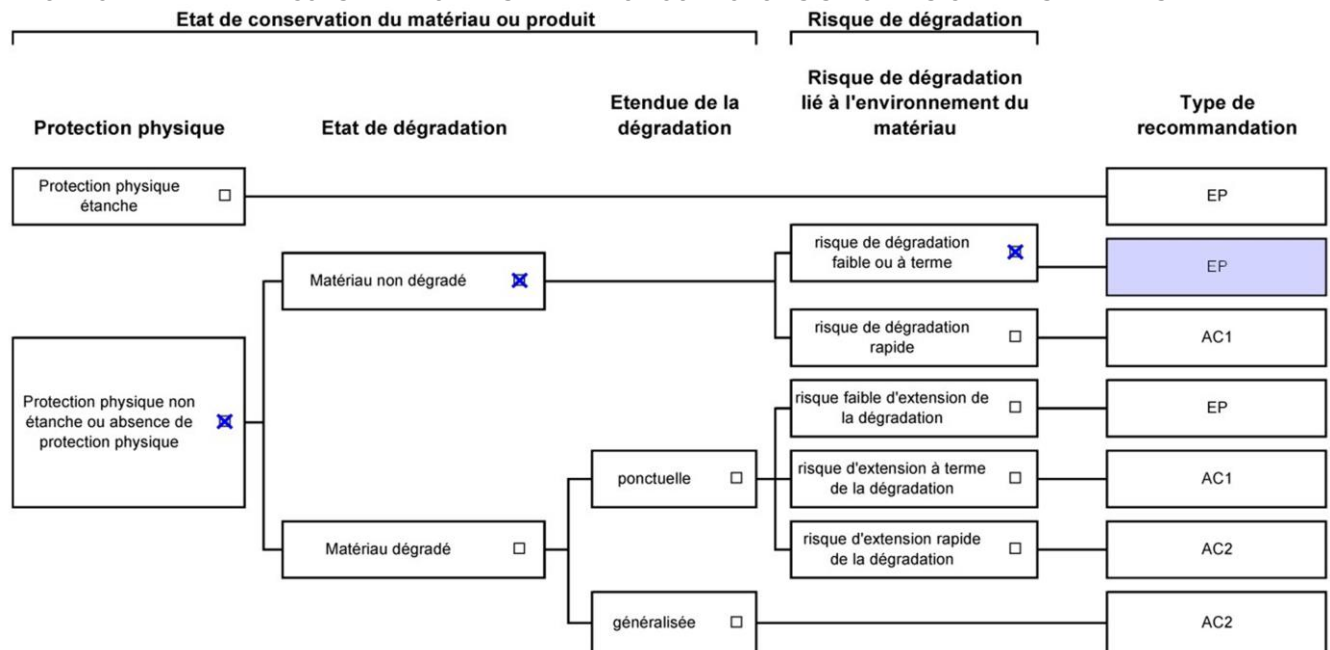 Etat de conservation du matériau ou produit
Risque de dégradation
Protection physique
Etat de dégradation
Etendue de la
dégradation
Risque de dégradation
lié à l'environnement du
matériau
Type de
recommandation
Protection physique
étanche
EP
risque de dégradation
faible ou à terme
EP
Matériau non dégradé
risque de dégradation
rapide
AC1
Protection physique non
étanche ou absence de
protection physique
risque faible d'extension de
la dégradation
EP
ponctuelle
risque d'extension à terme
de la dégradation
AC1
Matériau dégradé
risque d'extension rapide
de la dégradation
AC2
généralisée
AC2